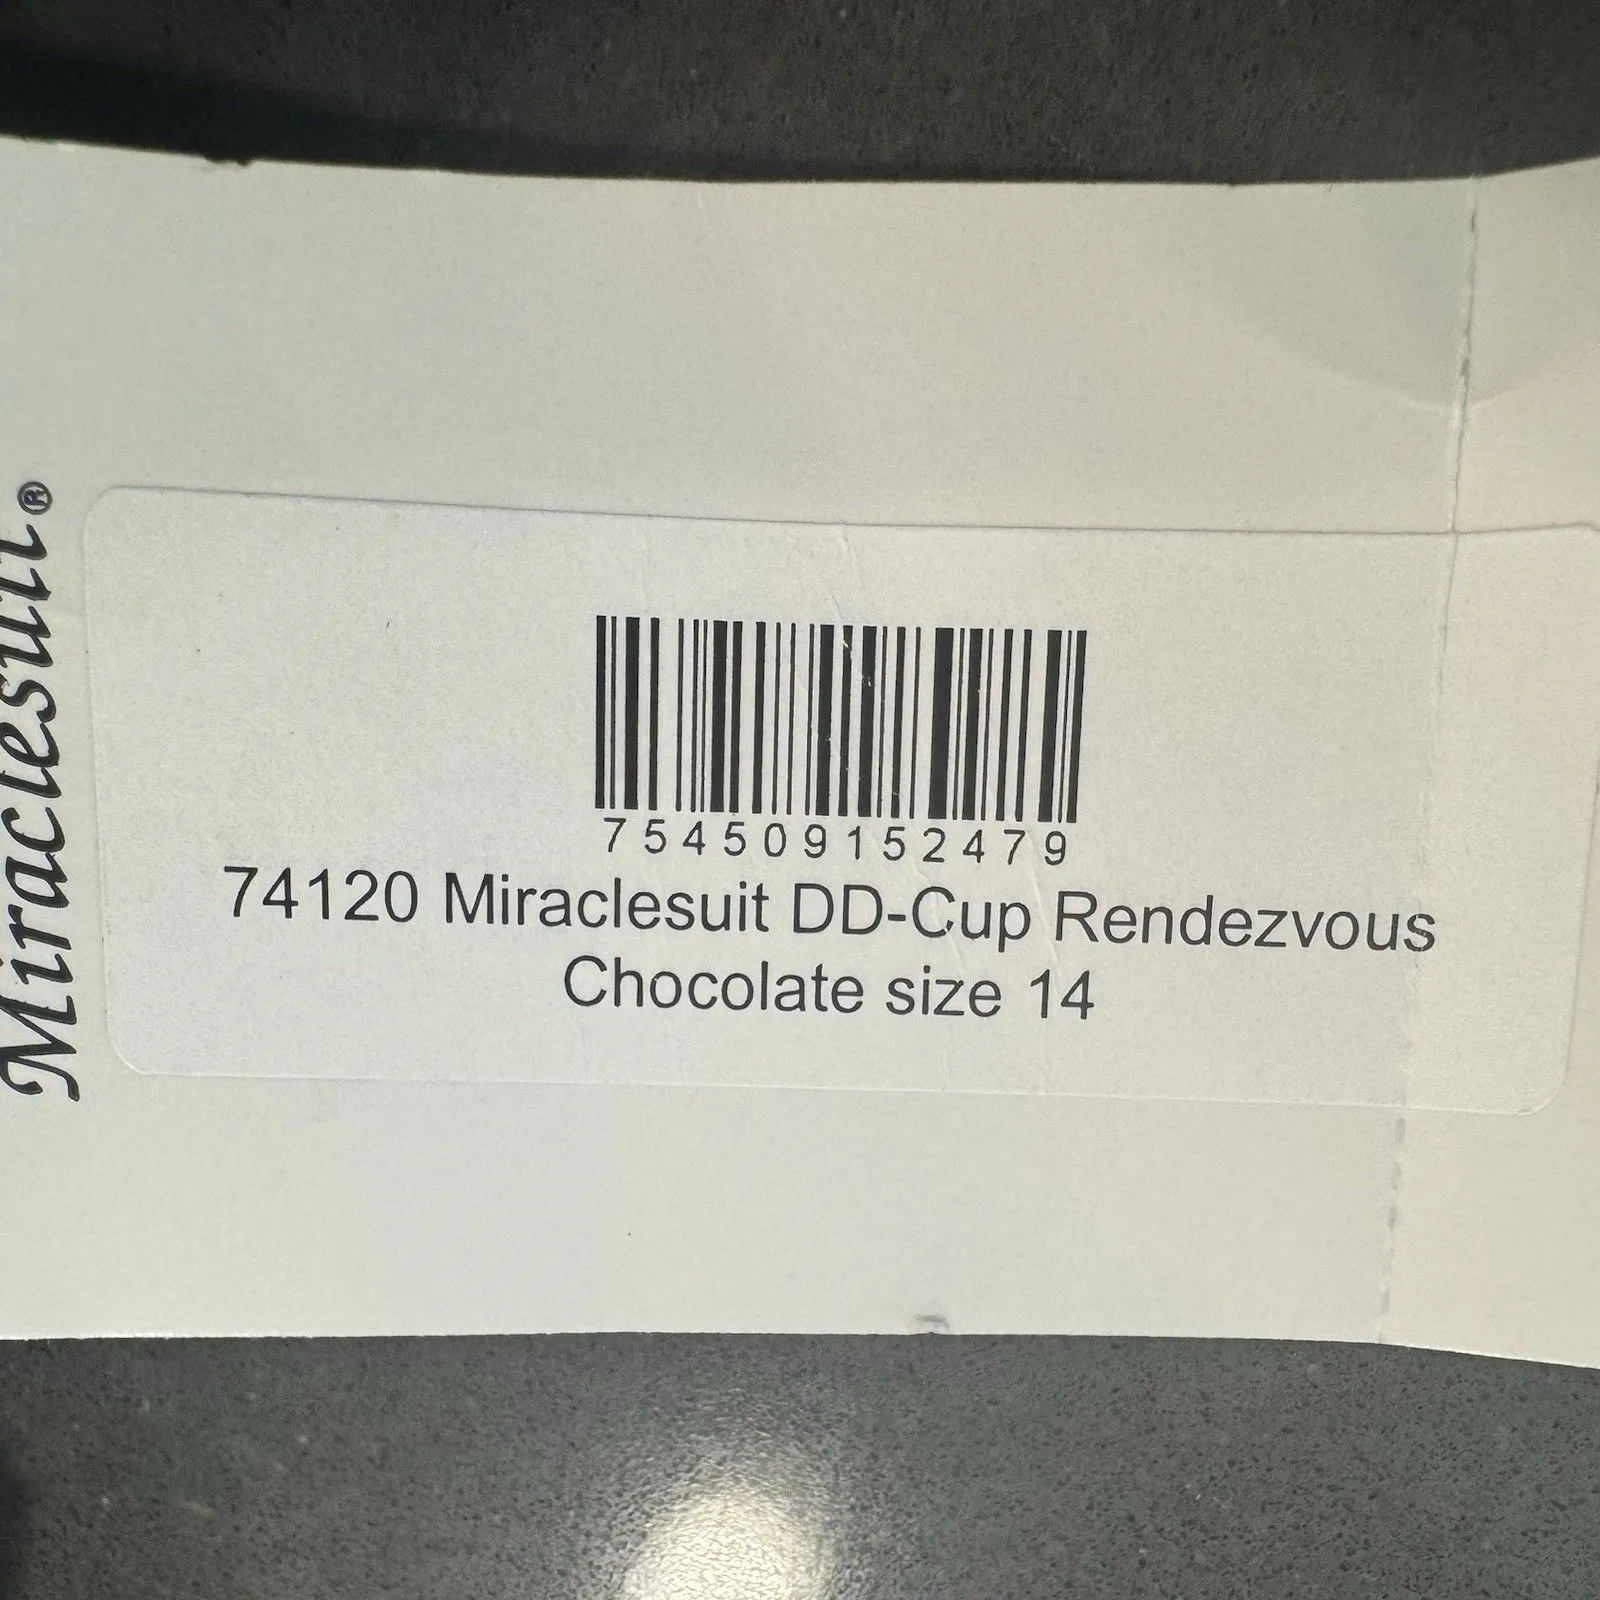 Miraclesuit®
754509152479
74120 Miraclesuit DD-Cup Rendezvous
Chocolate size 14